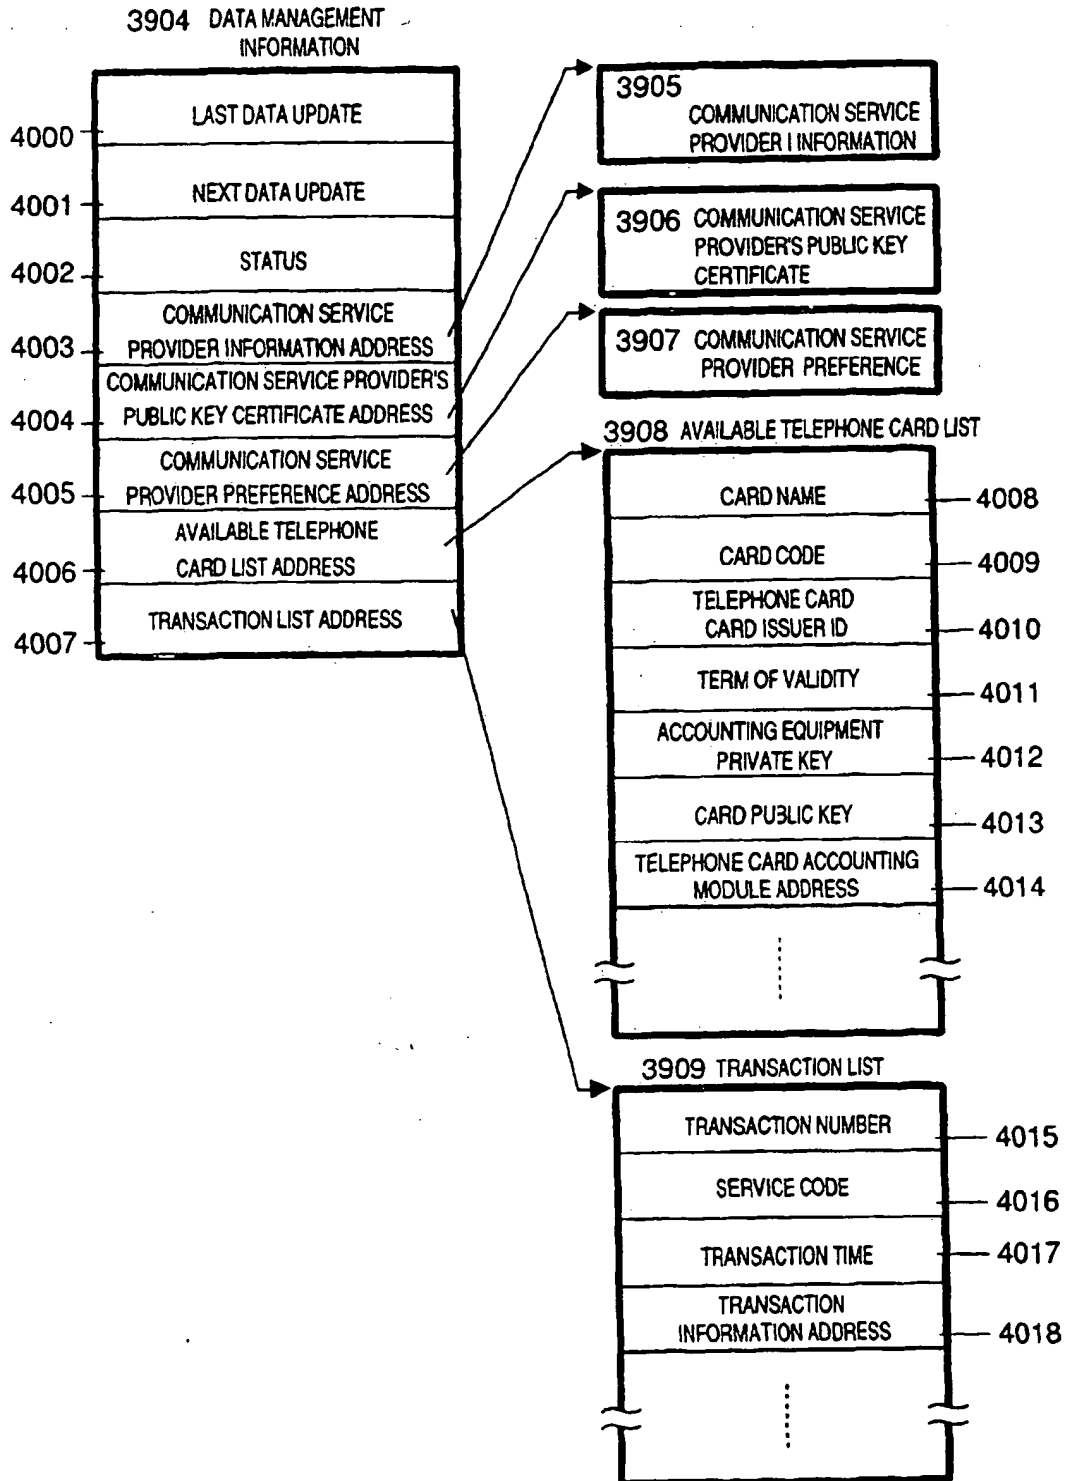 3904 DATA MANAGEMENT
INFORMATION
LAST DATA UPDATE
4000
NEXT DATA UPDATE
4001
STATUS
4002
COMMUNICATION SERVICE
PROVIDER INFORMATION ADDRESS
4003
COMMUNICATION SERVICE PROVIDER'S
PUBLIC KEY CERTIFICATE ADDRESS
4004
COMMUNICATION SERVICE
PROVIDER PREFERENCE ADDRESS
4005
AVAILABLE TELEPHONE
CARD LIST ADDRESS
4006
TRANSACTION LIST ADDRESS
4007
3905
COMMUNICATION SERVICE
PROVIDER I INFORMATION
3906 COMMUNICATION SERVICE
PROVIDER'S PUBLIC KEY
CERTIFICATE
3907 COMMUNICATION SERVICE
PROVIDER PREFERENCE
3908 AVAILABLE TELEPHONE CARD LIST
CARD NAME
4008
CARD CODE
4009
TELEPHONE CARD
CARD ISSUER ID
4010
TERM OF VALIDITY
4011
ACCOUNTING EQUIPMENT
PRIVATE KEY
4012
CARD PUBLIC KEY
4013
TELEPHONE CARD ACCOUNTING
MODULE ADDRESS
4014
3909 TRANSACTION LIST
TRANSACTION NUMBER
4015
SERVICE CODE
4016
TRANSACTION TIME
4017
TRANSACTION
INFORMATION ADDRESS
4018